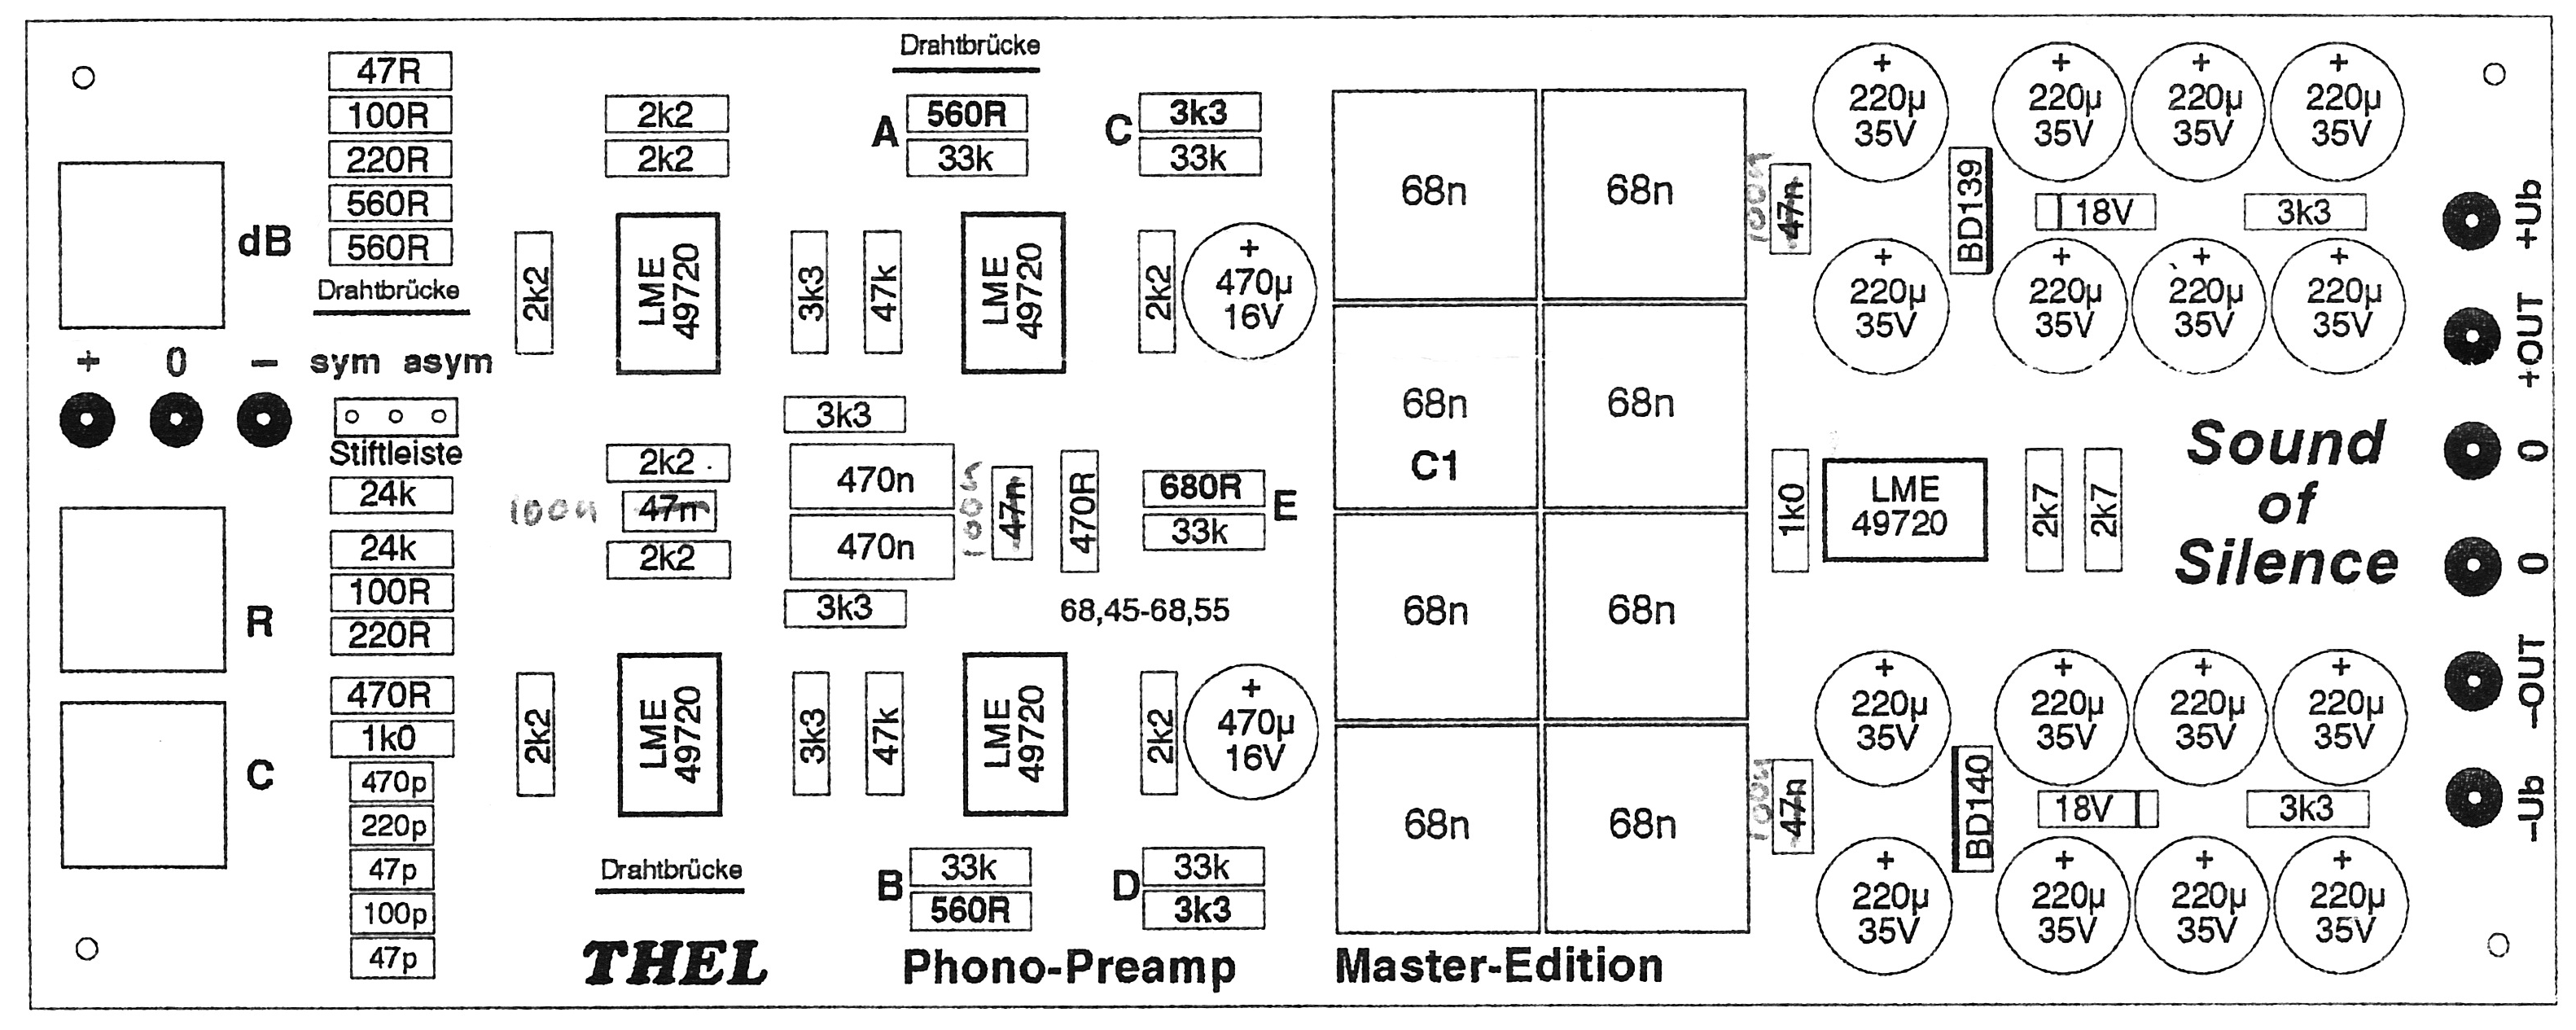 Drahtbrücke
47R
100R
220R
560R
560R
Drahtbrücke
dB
+ 0 −
sym asym
Stiftleiste
24k
24k
100R
220R
R
470R
1k0
C
470p
220p
47p
100p
47p
2k2
2k2
2k2
LME
49720
3k3
47k
A
560R
33k
LME
49720
C
3k3
33k
2k2
+
470µ
16V
3k3
2k2
100n
47n
2k2
470n
470n
100n
47n
470R
680R
33k
E
3k3
68,45-68,55
2k2
LME
49720
3k3
47k
LME
49720
2k2
+
470µ
16V
Drahtbrücke
B
33k
560R
D
33k
3k3
THEL Phono-Preamp Master-Edition
68n
68n
68n
C1
68n
68n
68n
68n
68n
100n
47n
+
220µ
35V
+
220µ
35V
+
220µ
35V
+
220µ
35V
BD139
18V
3k3
+
220µ
35V
+
220µ
35V
+
220µ
35V
+
220µ
35V
1k0
LME
49720
2k7
2k7
Sound
of
Silence
100n
47n
+
220µ
35V
+
220µ
35V
+
220µ
35V
+
220µ
35V
BD140
18V
3k3
+
220µ
35V
+
220µ
35V
+
220µ
35V
+
220µ
35V
+Ub
+OUT
0
0
−OUT
−Ub